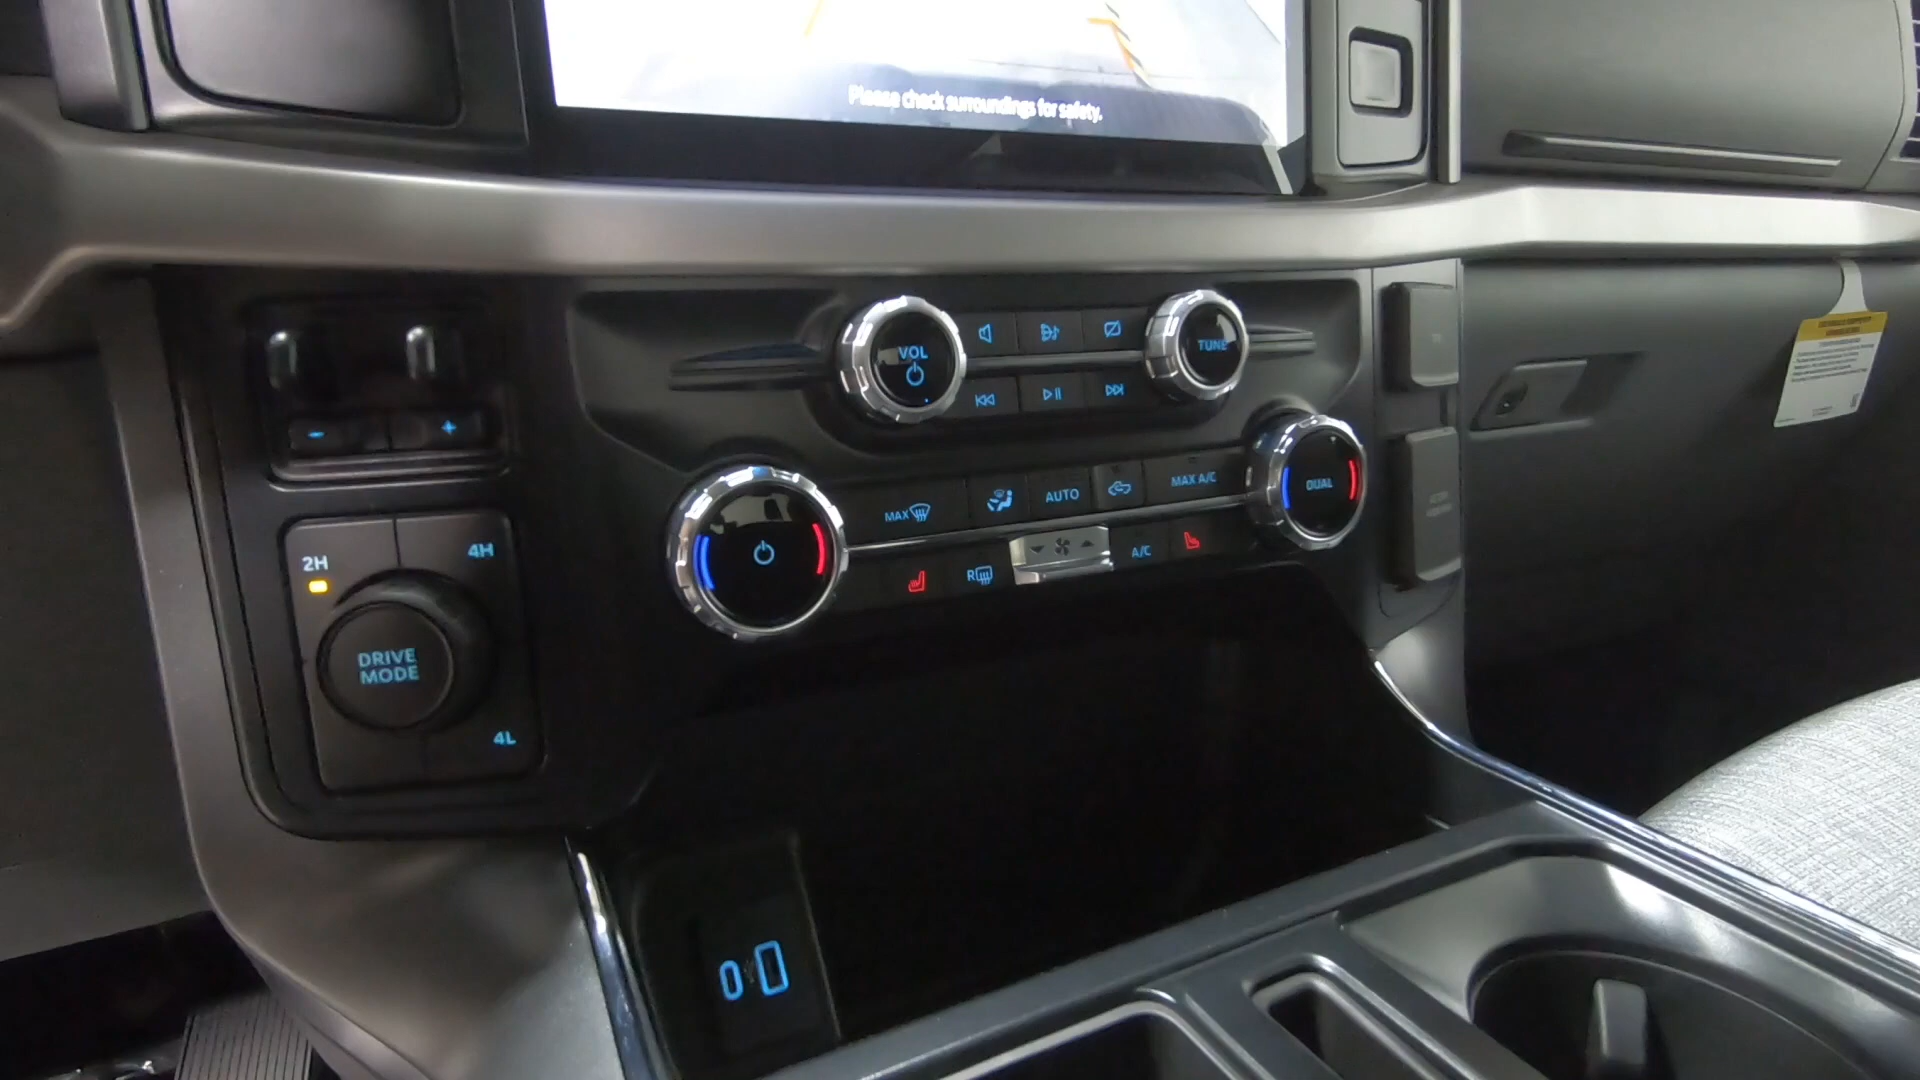 Please check surroundings for safety.
VOL
TUNE
- +
MAX
AUTO
MAX A/C
DUAL
R
A/C
2H
4H
DRIVE
MODE
4L